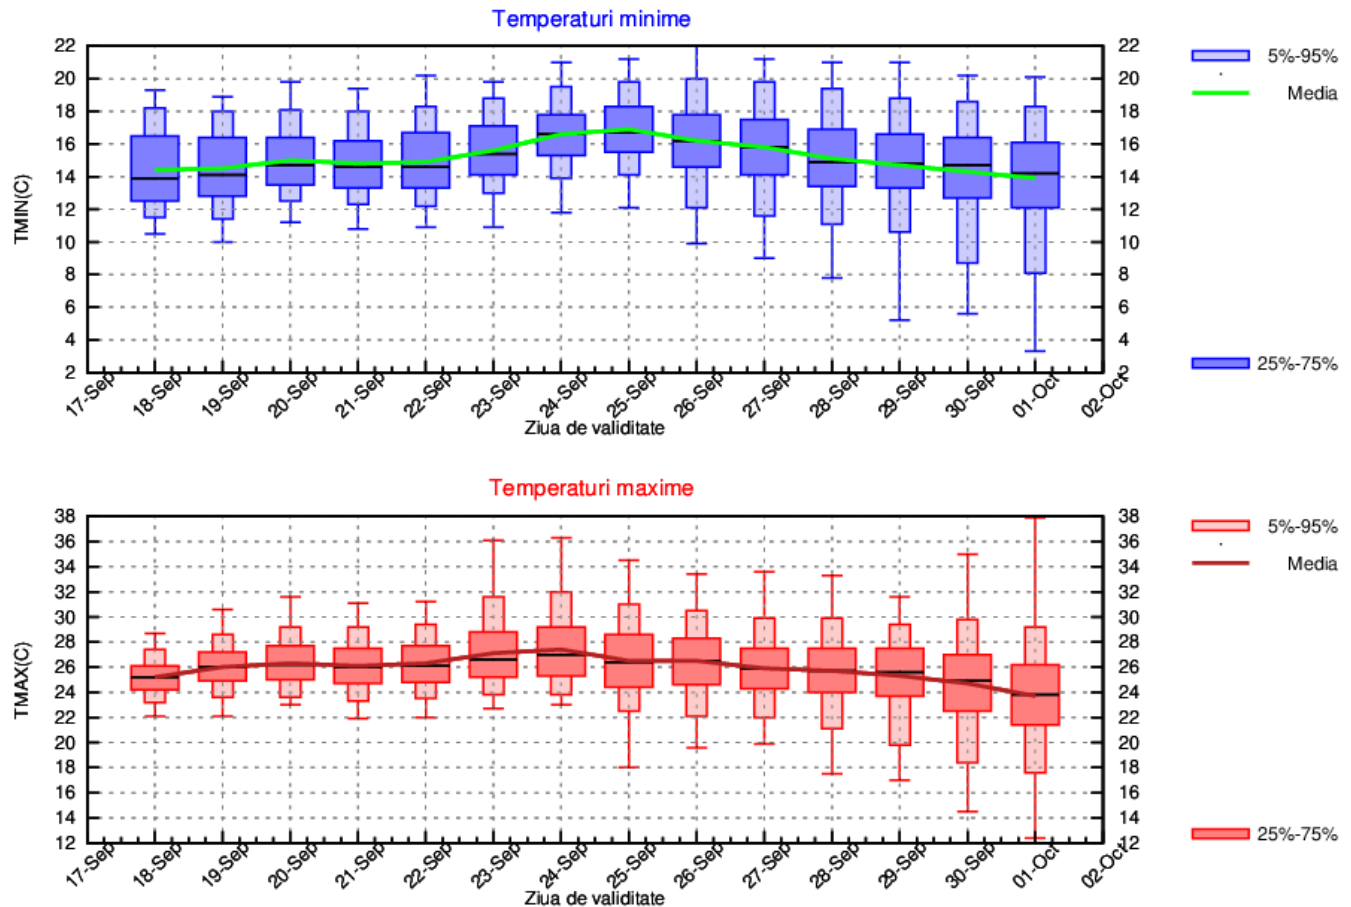 Temperaturi minime
TMIN(C)
22 22
20 20
18 18
16 16
14 14
12 12
10 10
8 8
6 6
4 4
2 2
17-Sep 18-Sep 19-Sep 20-Sep 21-Sep 22-Sep 23-Sep 24-Sep 25-Sep 26-Sep 27-Sep 28-Sep 29-Sep 30-Sep 01-Oct 02-Oct
Ziua de validitate
5%-95%
Media
25%-75%
Temperaturi maxime
TMAX(C)
38 38
36 36
34 34
32 32
30 30
28 28
26 26
24 24
22 22
20 20
18 18
16 16
14 14
12 12
17-Sep 18-Sep 19-Sep 20-Sep 21-Sep 22-Sep 23-Sep 24-Sep 25-Sep 26-Sep 27-Sep 28-Sep 29-Sep 30-Sep 01-Oct 02-Oct
Ziua de validitate
5%-95%
Media
25%-75%